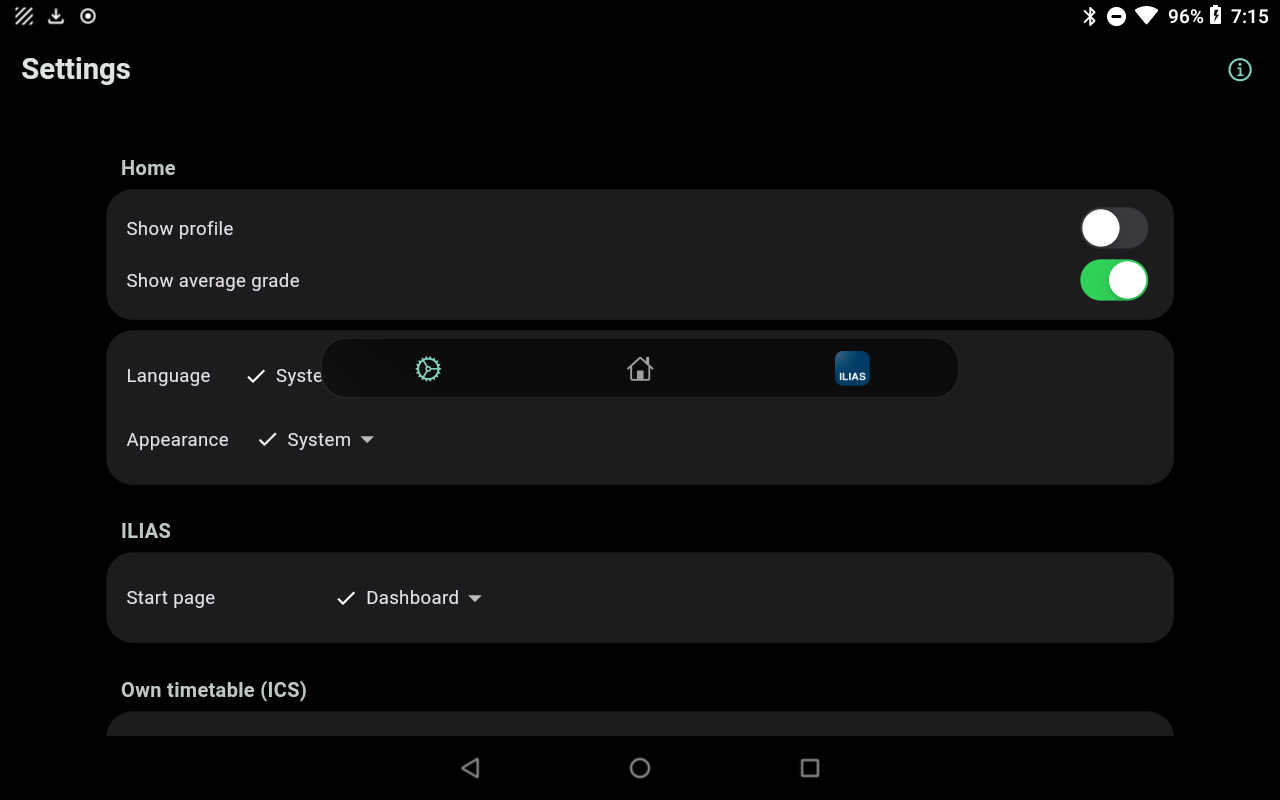 96% 7:15
Settings
Home
Show profile
Show average grade
Language Syste
ILIAS
Appearance System
ILIAS
Start page Dashboard
Own timetable (ICS)